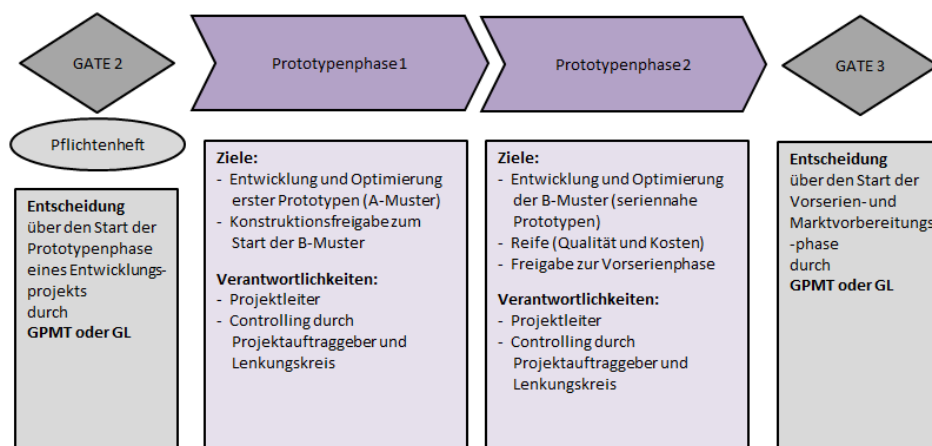 GATE 2
Prototypenphase 1
Prototypenphase 2
GATE 3
Pflichtenheft
Entscheidung
über den Start der
Prototypenphase
eines Entwicklungs-
projekts
durch
GPMT oder GL
Ziele:
- Entwicklung und Optimierung
erster Prototypen (A-Muster)
- Konstruktionsfreigabe zum
Start der B-Muster
Verantwortlichkeiten:
- Projektleiter
- Controlling durch
Projektauftraggeber und
Lenkungskreis
Ziele:
- Entwicklung und Optimierung
der B-Muster (seriennahe
Prototypen)
- Reife (Qualität und Kosten)
- Freigabe zur Vorserienphase
Verantwortlichkeiten:
- Projektleiter
- Controlling durch
Projektauftraggeber und
Lenkungskreis
Entscheidung
über den Start der
Vorserien- und
Marktvorbereitungs
-phase
durch
GPMT oder GL